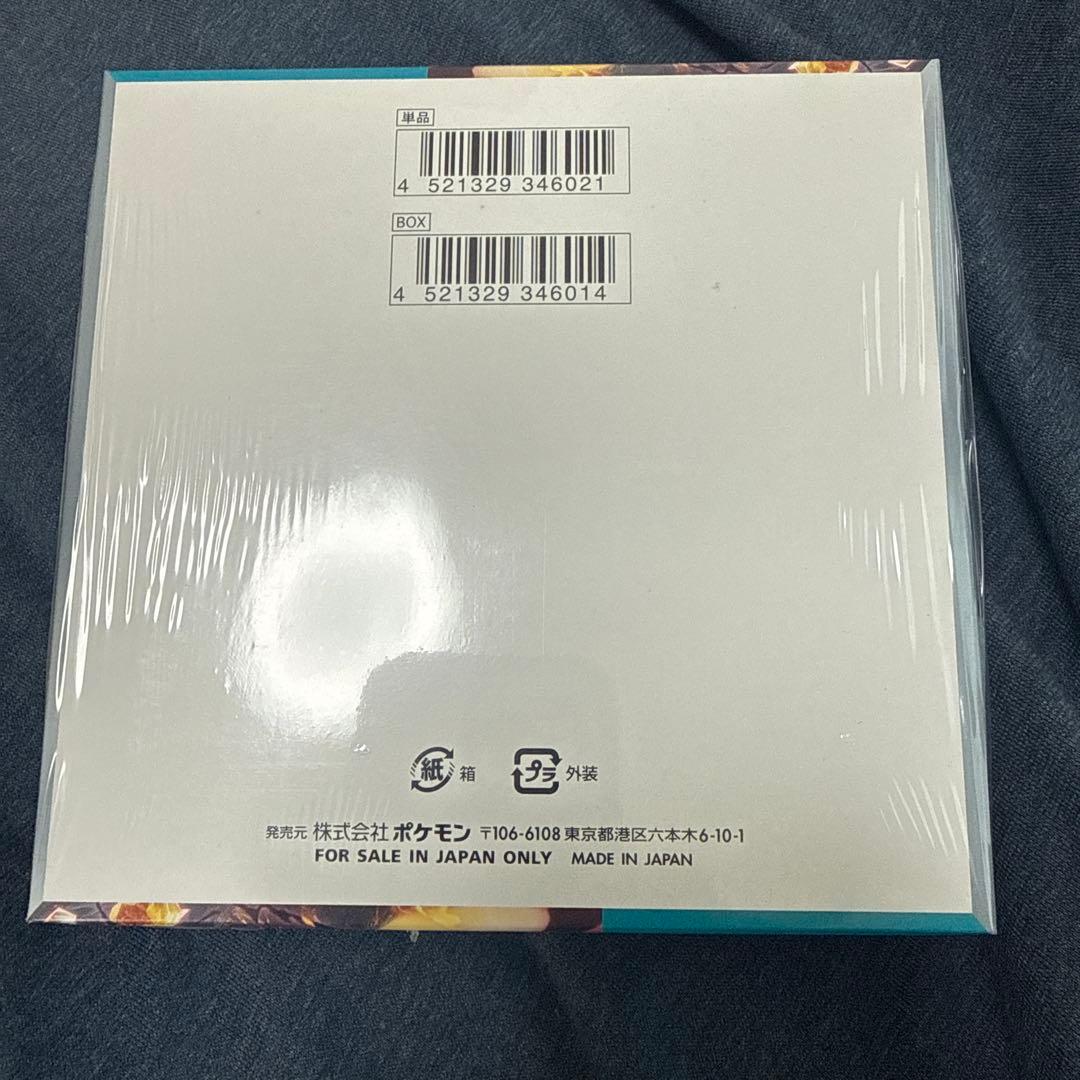 単品
4 521329 346021
BOX
4 521329 346014
紙 箱 プラ 外装
発売元 株式会社ポケモン 〒106-6108 東京都港区六本木6-10-1
FOR SALE IN JAPAN ONLY MADE IN JAPAN